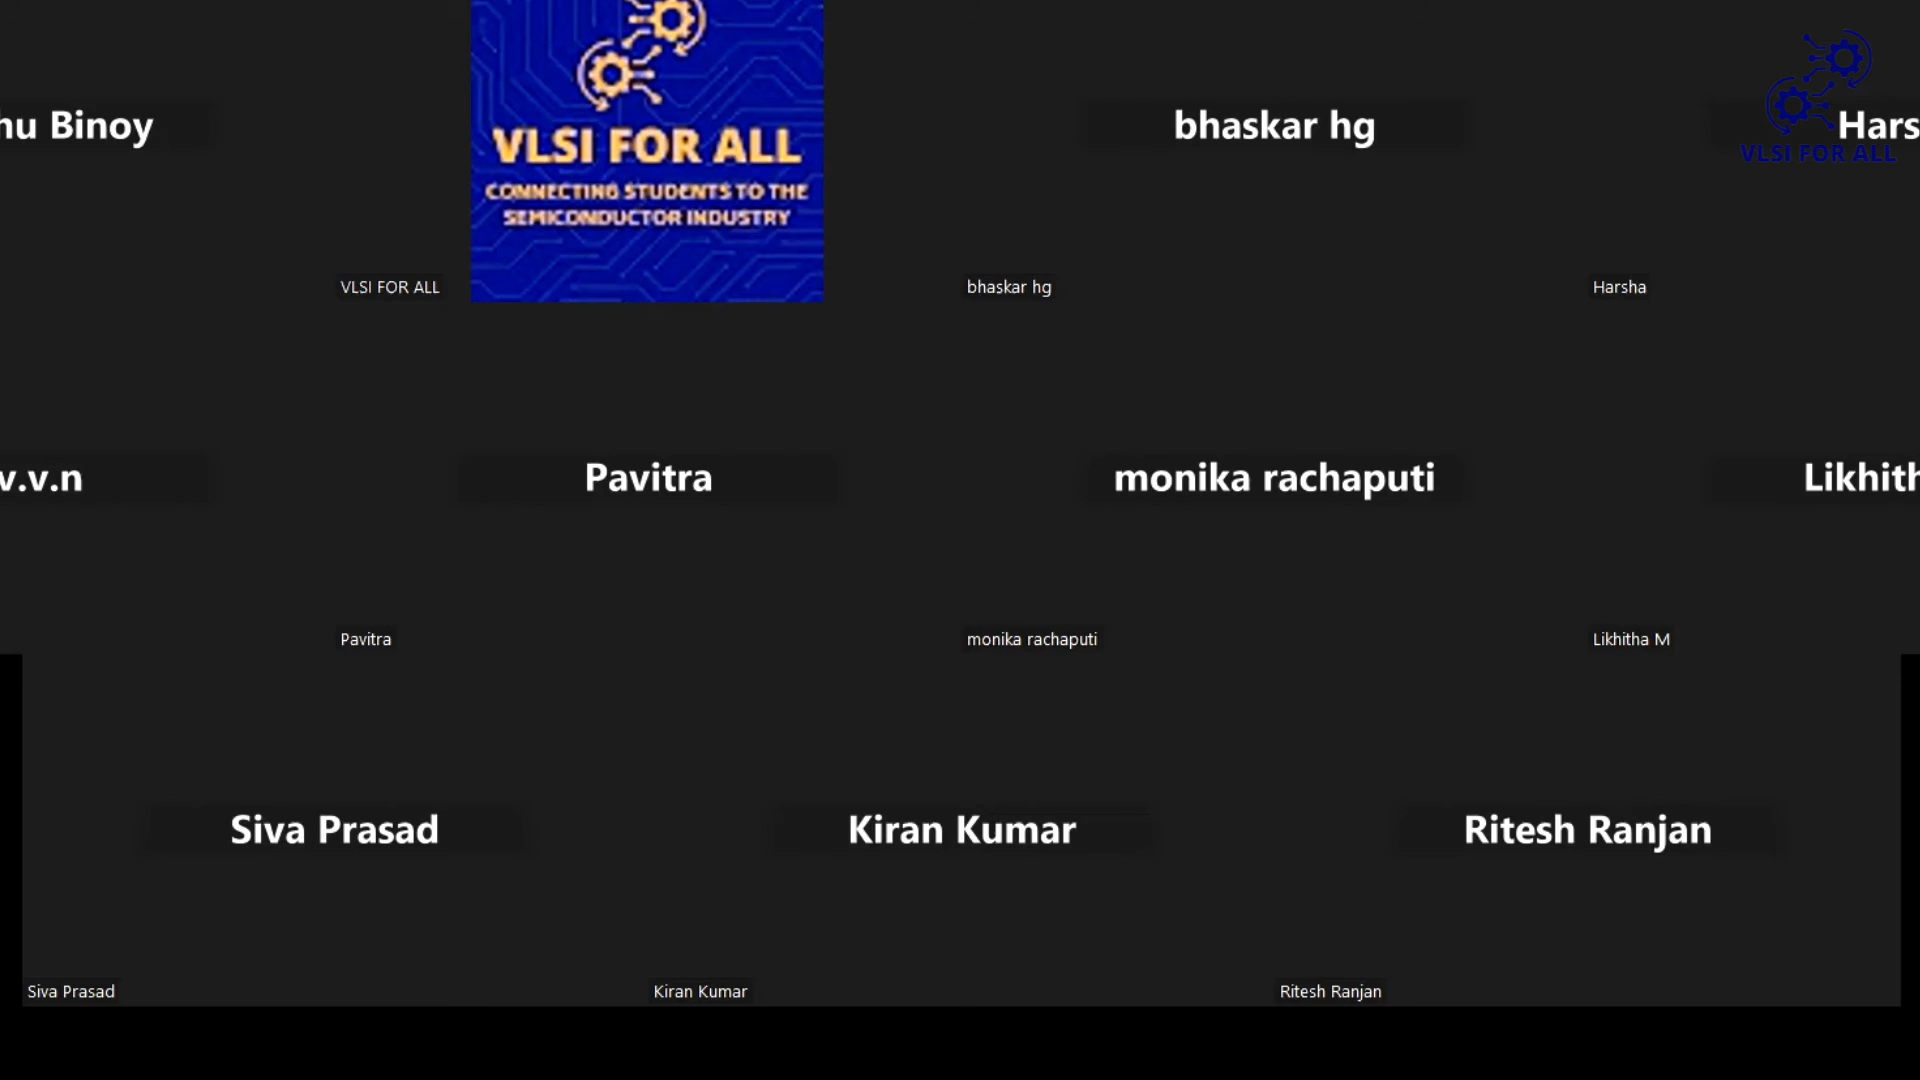 hu Binoy
VLSI FOR ALL
CONNECTING STUDENTS TO THE
SEMICONDUCTOR INDUSTRY
bhaskar hg
Hars
VLSI FOR ALL
VLSI FOR ALL
bhaskar hg
Harsha
v.v.n
Pavitra
monika rachaputi
Likhith
Pavitra
monika rachaputi
Likhitha M
Siva Prasad
Kiran Kumar
Ritesh Ranjan
Siva Prasad
Kiran Kumar
Ritesh Ranjan